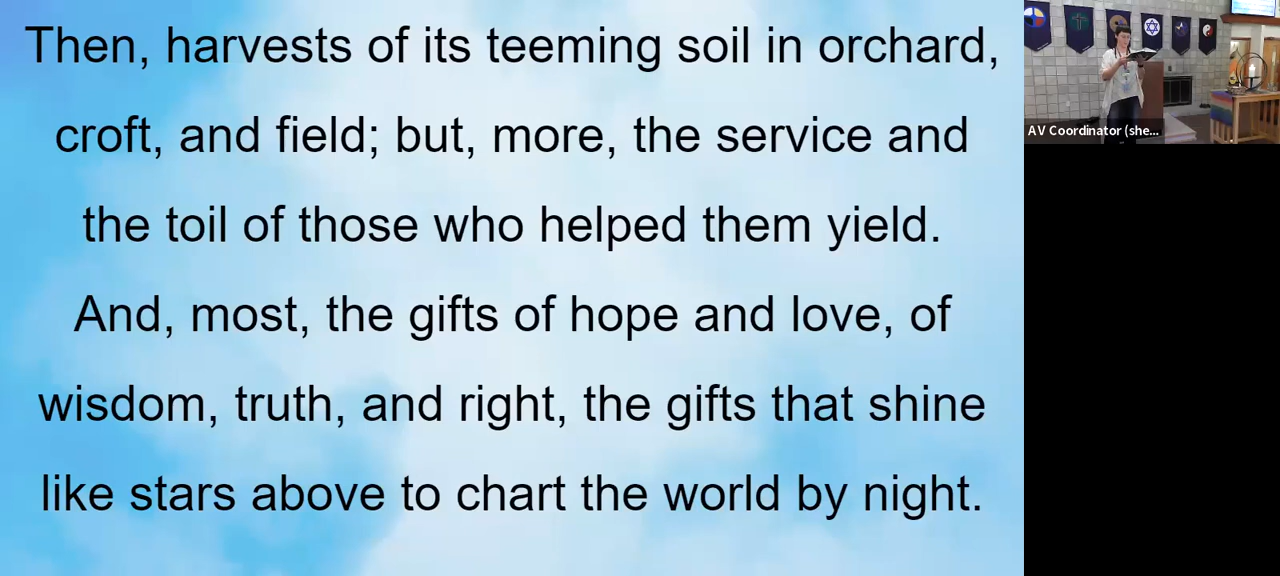 Then, harvests of its teeming soil in orchard,
croft, and field; but, more, the service and
the toil of those who helped them yield.
And, most, the gifts of hope and love, of
wisdom, truth, and right, the gifts that shine
like stars above to chart the world by night.
AV Coordinator (she...